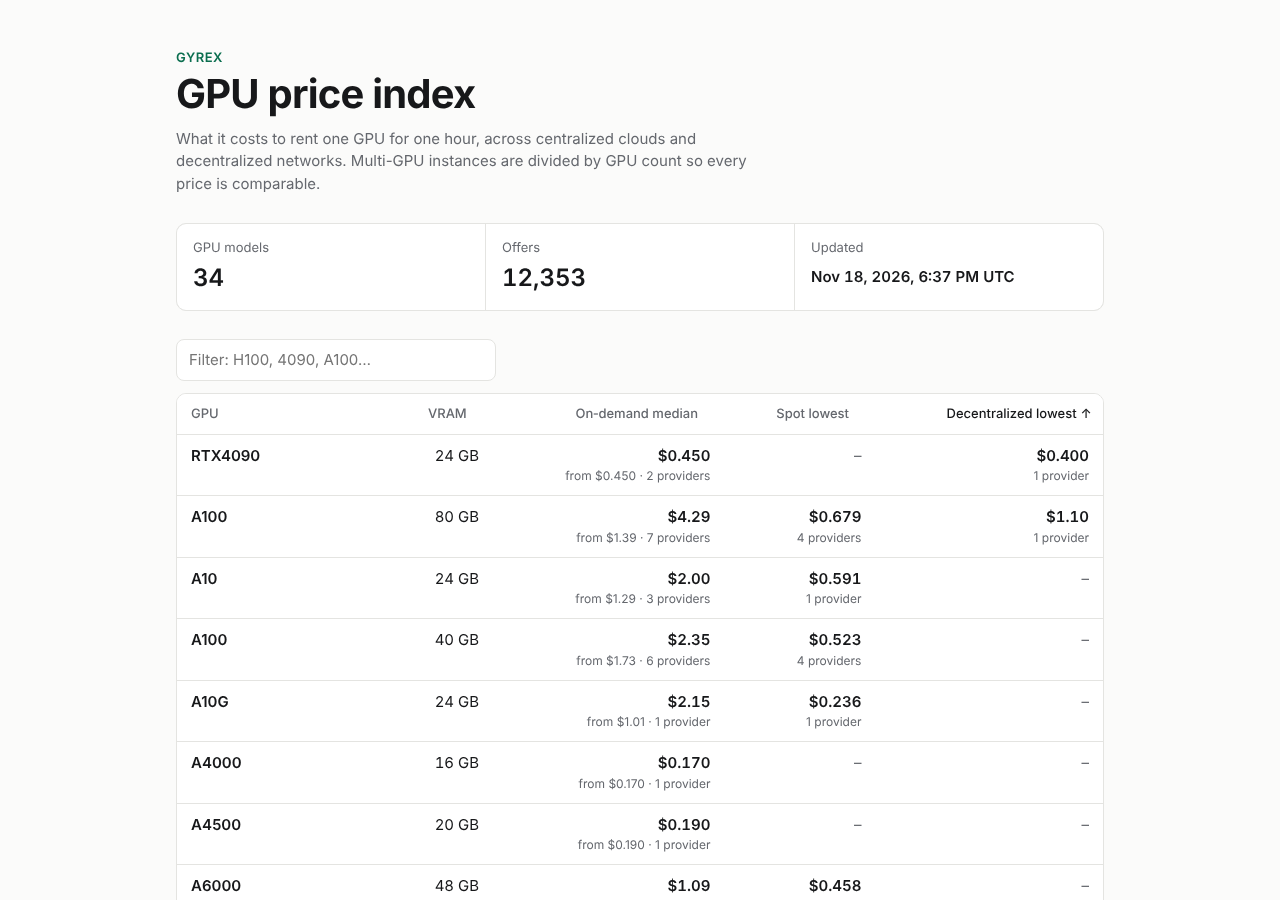 GYREX
GPU price index
What it costs to rent one GPU for one hour, across centralized clouds and
decentralized networks. Multi-GPU instances are divided by GPU count so every
price is comparable.
GPU models
34
Offers
12,353
Updated
Nov 18, 2026, 6:37 PM UTC
Filter: H100, 4090, A100...
GPU VRAM On-demand median Spot lowest Decentralized lowest ↑
RTX4090 24 GB $0.450 – $0.400
from $0.450 · 2 providers 1 provider
A100 80 GB $4.29 $0.679 $1.10
from $1.39 · 7 providers 4 providers 1 provider
A10 24 GB $2.00 $0.591 –
from $1.29 · 3 providers 1 provider
A100 40 GB $2.35 $0.523 –
from $1.73 · 6 providers 4 providers
A10G 24 GB $2.15 $0.236 –
from $1.01 · 1 provider 1 provider
A4000 16 GB $0.170 – –
from $0.170 · 1 provider
A4500 20 GB $0.190 – –
from $0.190 · 1 provider
A6000 48 GB $1.09 $0.458 –